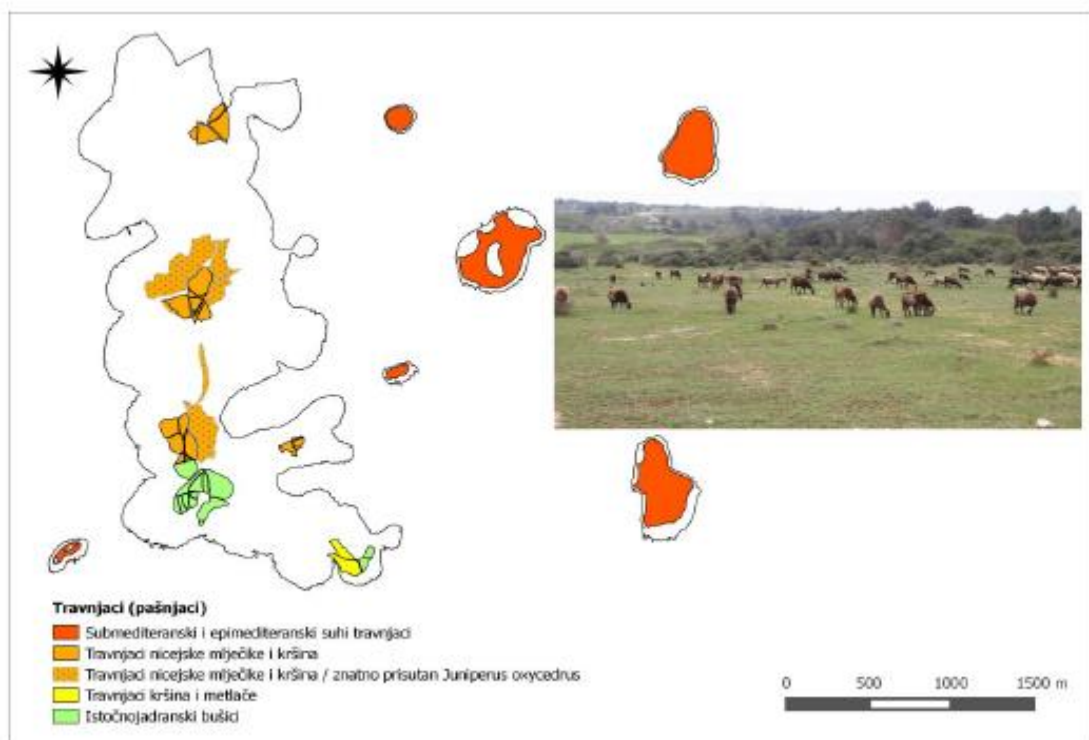 Travnjaci (pašnjaci)
Submediteranski i epimediteranski suhi travnjaci
Travnjaci nicejske mlječike i kršina
Travnjaci nicejske mlječike i kršina / znatno prisutan Juniperus oxycedrus
Travnjaci kršina i metlače
Istočnojadranski bušici
0 500 1000 1500 m